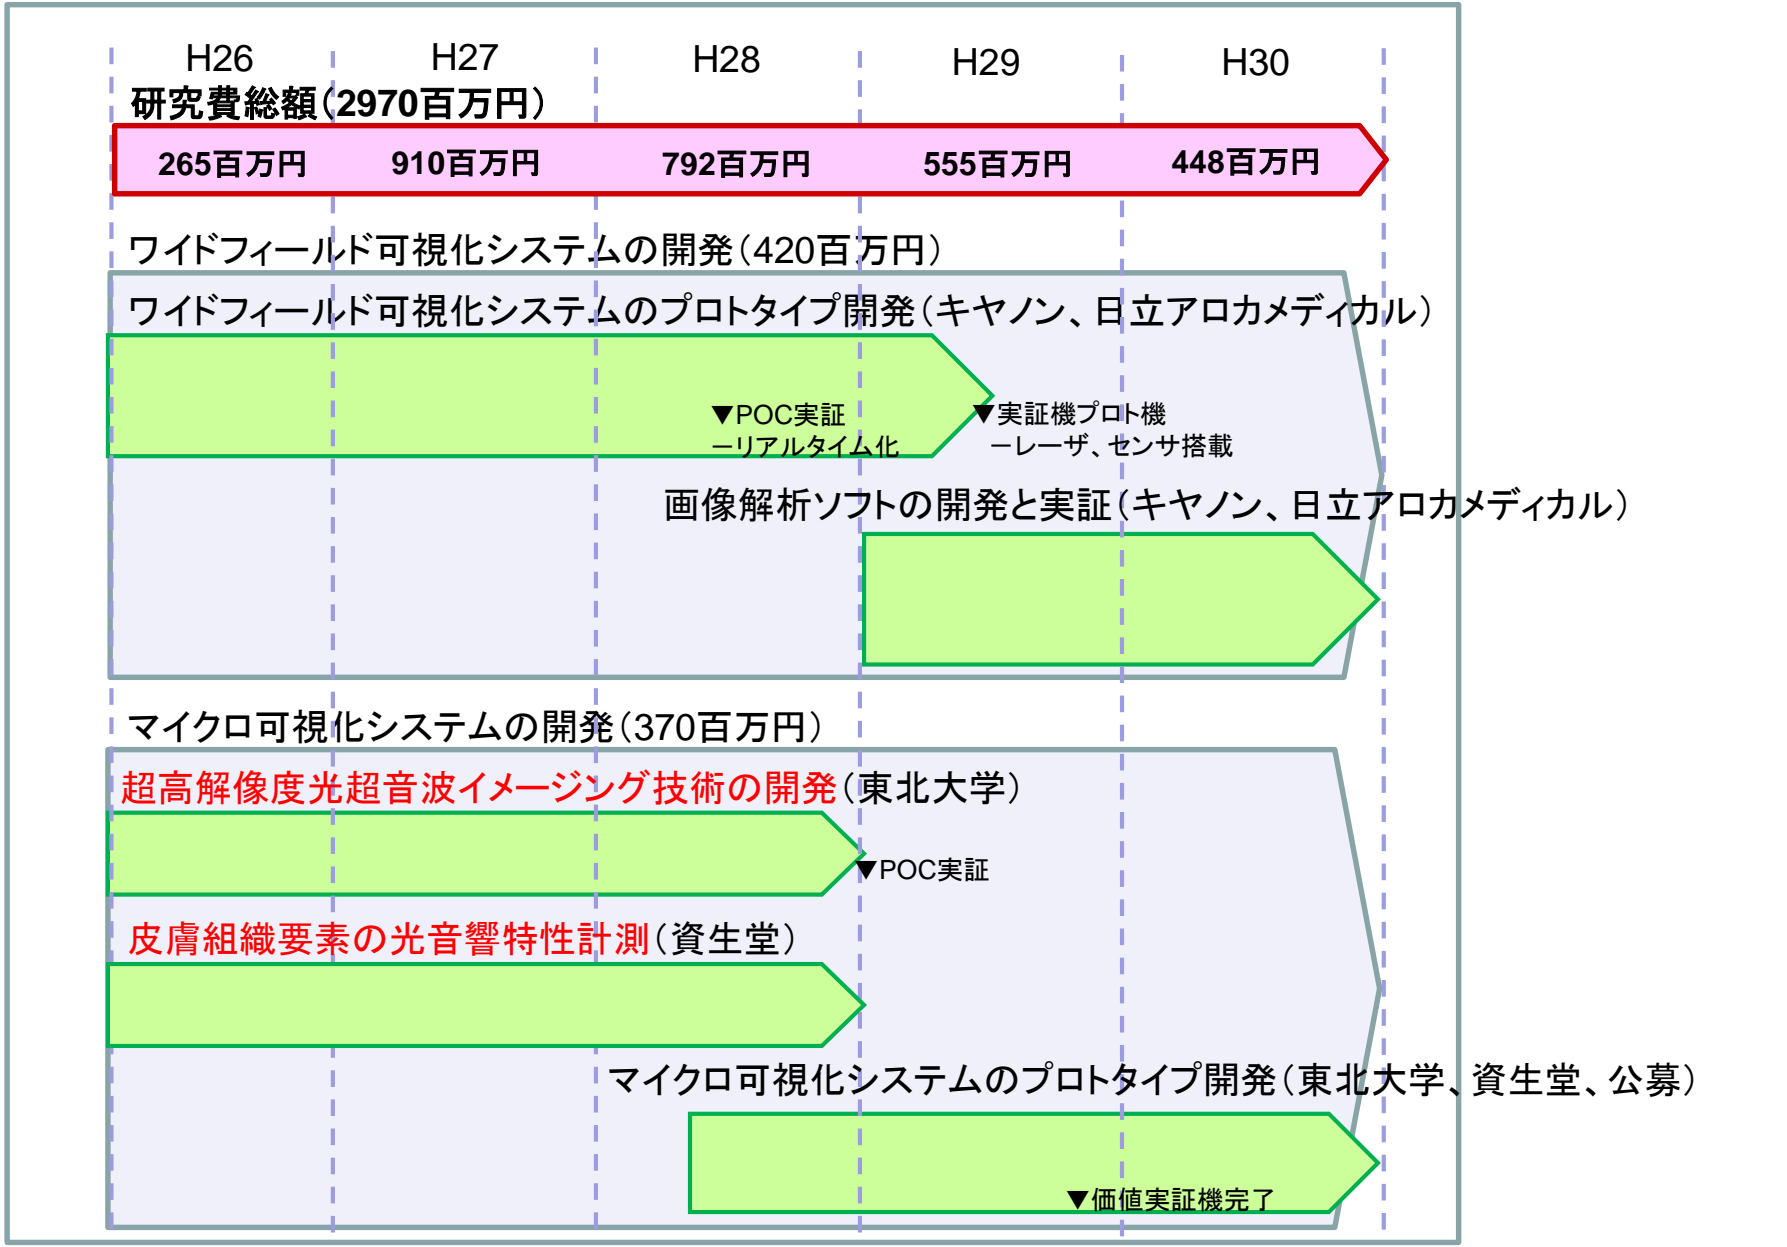 H26 H27 H28 H29 H30
研究費総額(2970百万円)
265百万円 910百万円 792百万円 555百万円 448百万円
ワイドフィールド可視化システムの開発(420百万円)
ワイドフィールド可視化システムのプロトタイプ開発(キヤノン、日立アロカメディカル)
▼POC実証 ▼実証機プロト機
－リアルタイム化 －レーザ、センサ搭載
画像解析ソフトの開発と実証(キヤノン、日立アロカメディカル)
マイクロ可視化システムの開発(370百万円)
超高解像度光超音波イメージング技術の開発(東北大学)
▼POC実証
皮膚組織要素の光音響特性計測(資生堂)
マイクロ可視化システムのプロトタイプ開発(東北大学、資生堂、公募)
▼価値実証機完了